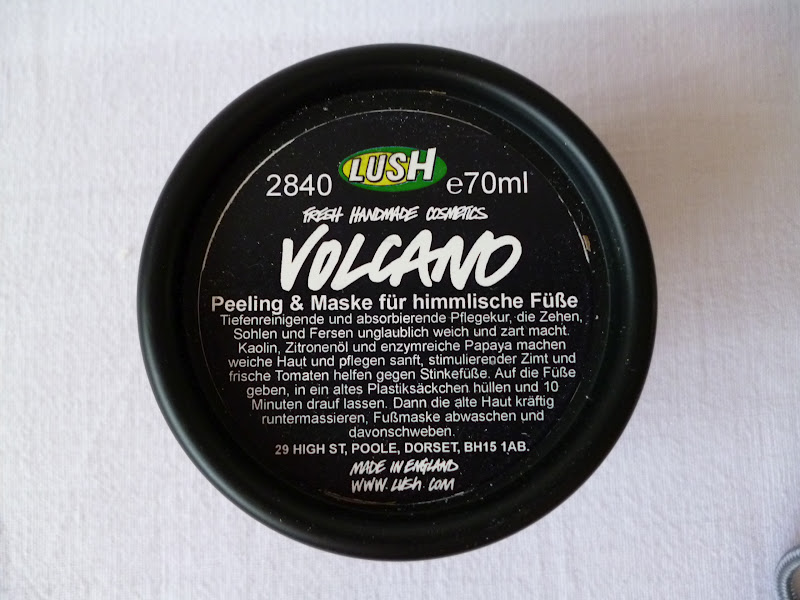 LUSH
2840 e70ml
FRESH HANDMADE COSMETICS
VOLCANO
Peeling & Maske für himmlische Füße
Tiefenreinigende und absorbierende Pflegekur, die Zehen,
Sohlen und Fersen unglaublich weich und zart macht.
Kaolin, Zitronenöl und enzymreiche Papaya machen
weiche Haut und pflegen sanft, stimulierender Zimt und
frische Tomaten helfen gegen Stinkefüße. Auf die Füße
geben, in ein altes Plastiksäckchen hüllen und 10
Minuten drauf lassen. Dann die alte Haut kräftig
runtermassieren, Fußmaske abwaschen und
davonschweben.
29 HIGH ST, POOLE, DORSET, BH15 1AB.
MADE IN ENGLAND
WWW.LUSH.COM